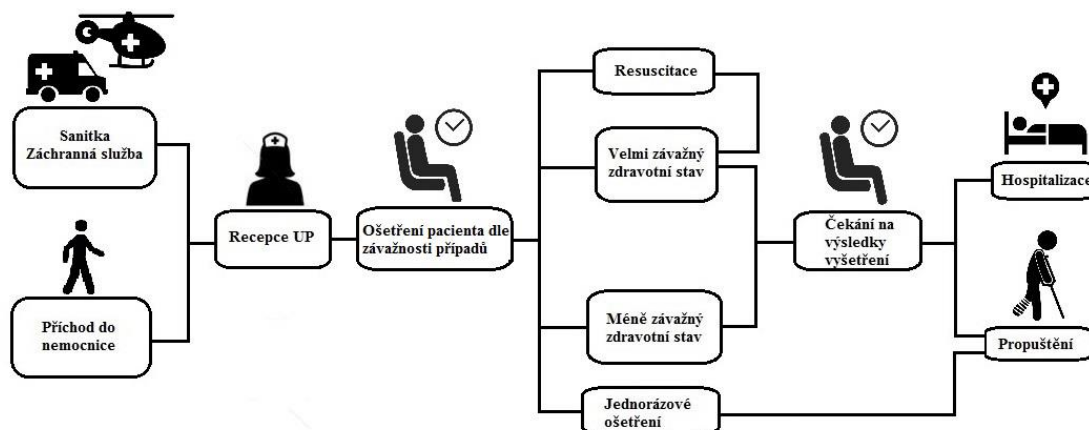 Sanitka
Záchranná služba
Příchod do
nemocnice
Recepce UP
Ošetření pacienta dle
závažnosti případů
Resuscitace
Velmi závažný
zdravotní stav
Méně závažný
zdravotní stav
Jednorázové
ošetření
Čekání na
výsledky
vyšetření
Hospitalizace
Propuštění